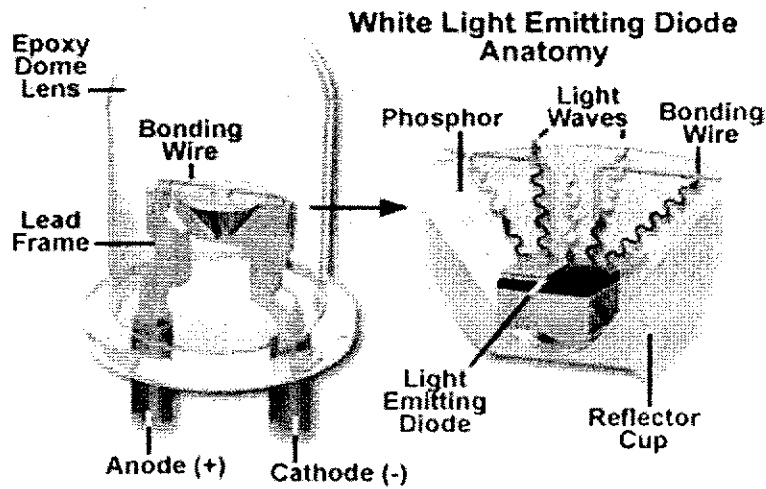 White Light Emitting Diode
Anatomy
Epoxy
Dome
Lens
Bonding
Wire
Lead
Frame
Anode (+)
Cathode (-)
Phosphor
Light
Waves
Bonding
Wire
Light
Emitting
Diode
Reflector
Cup